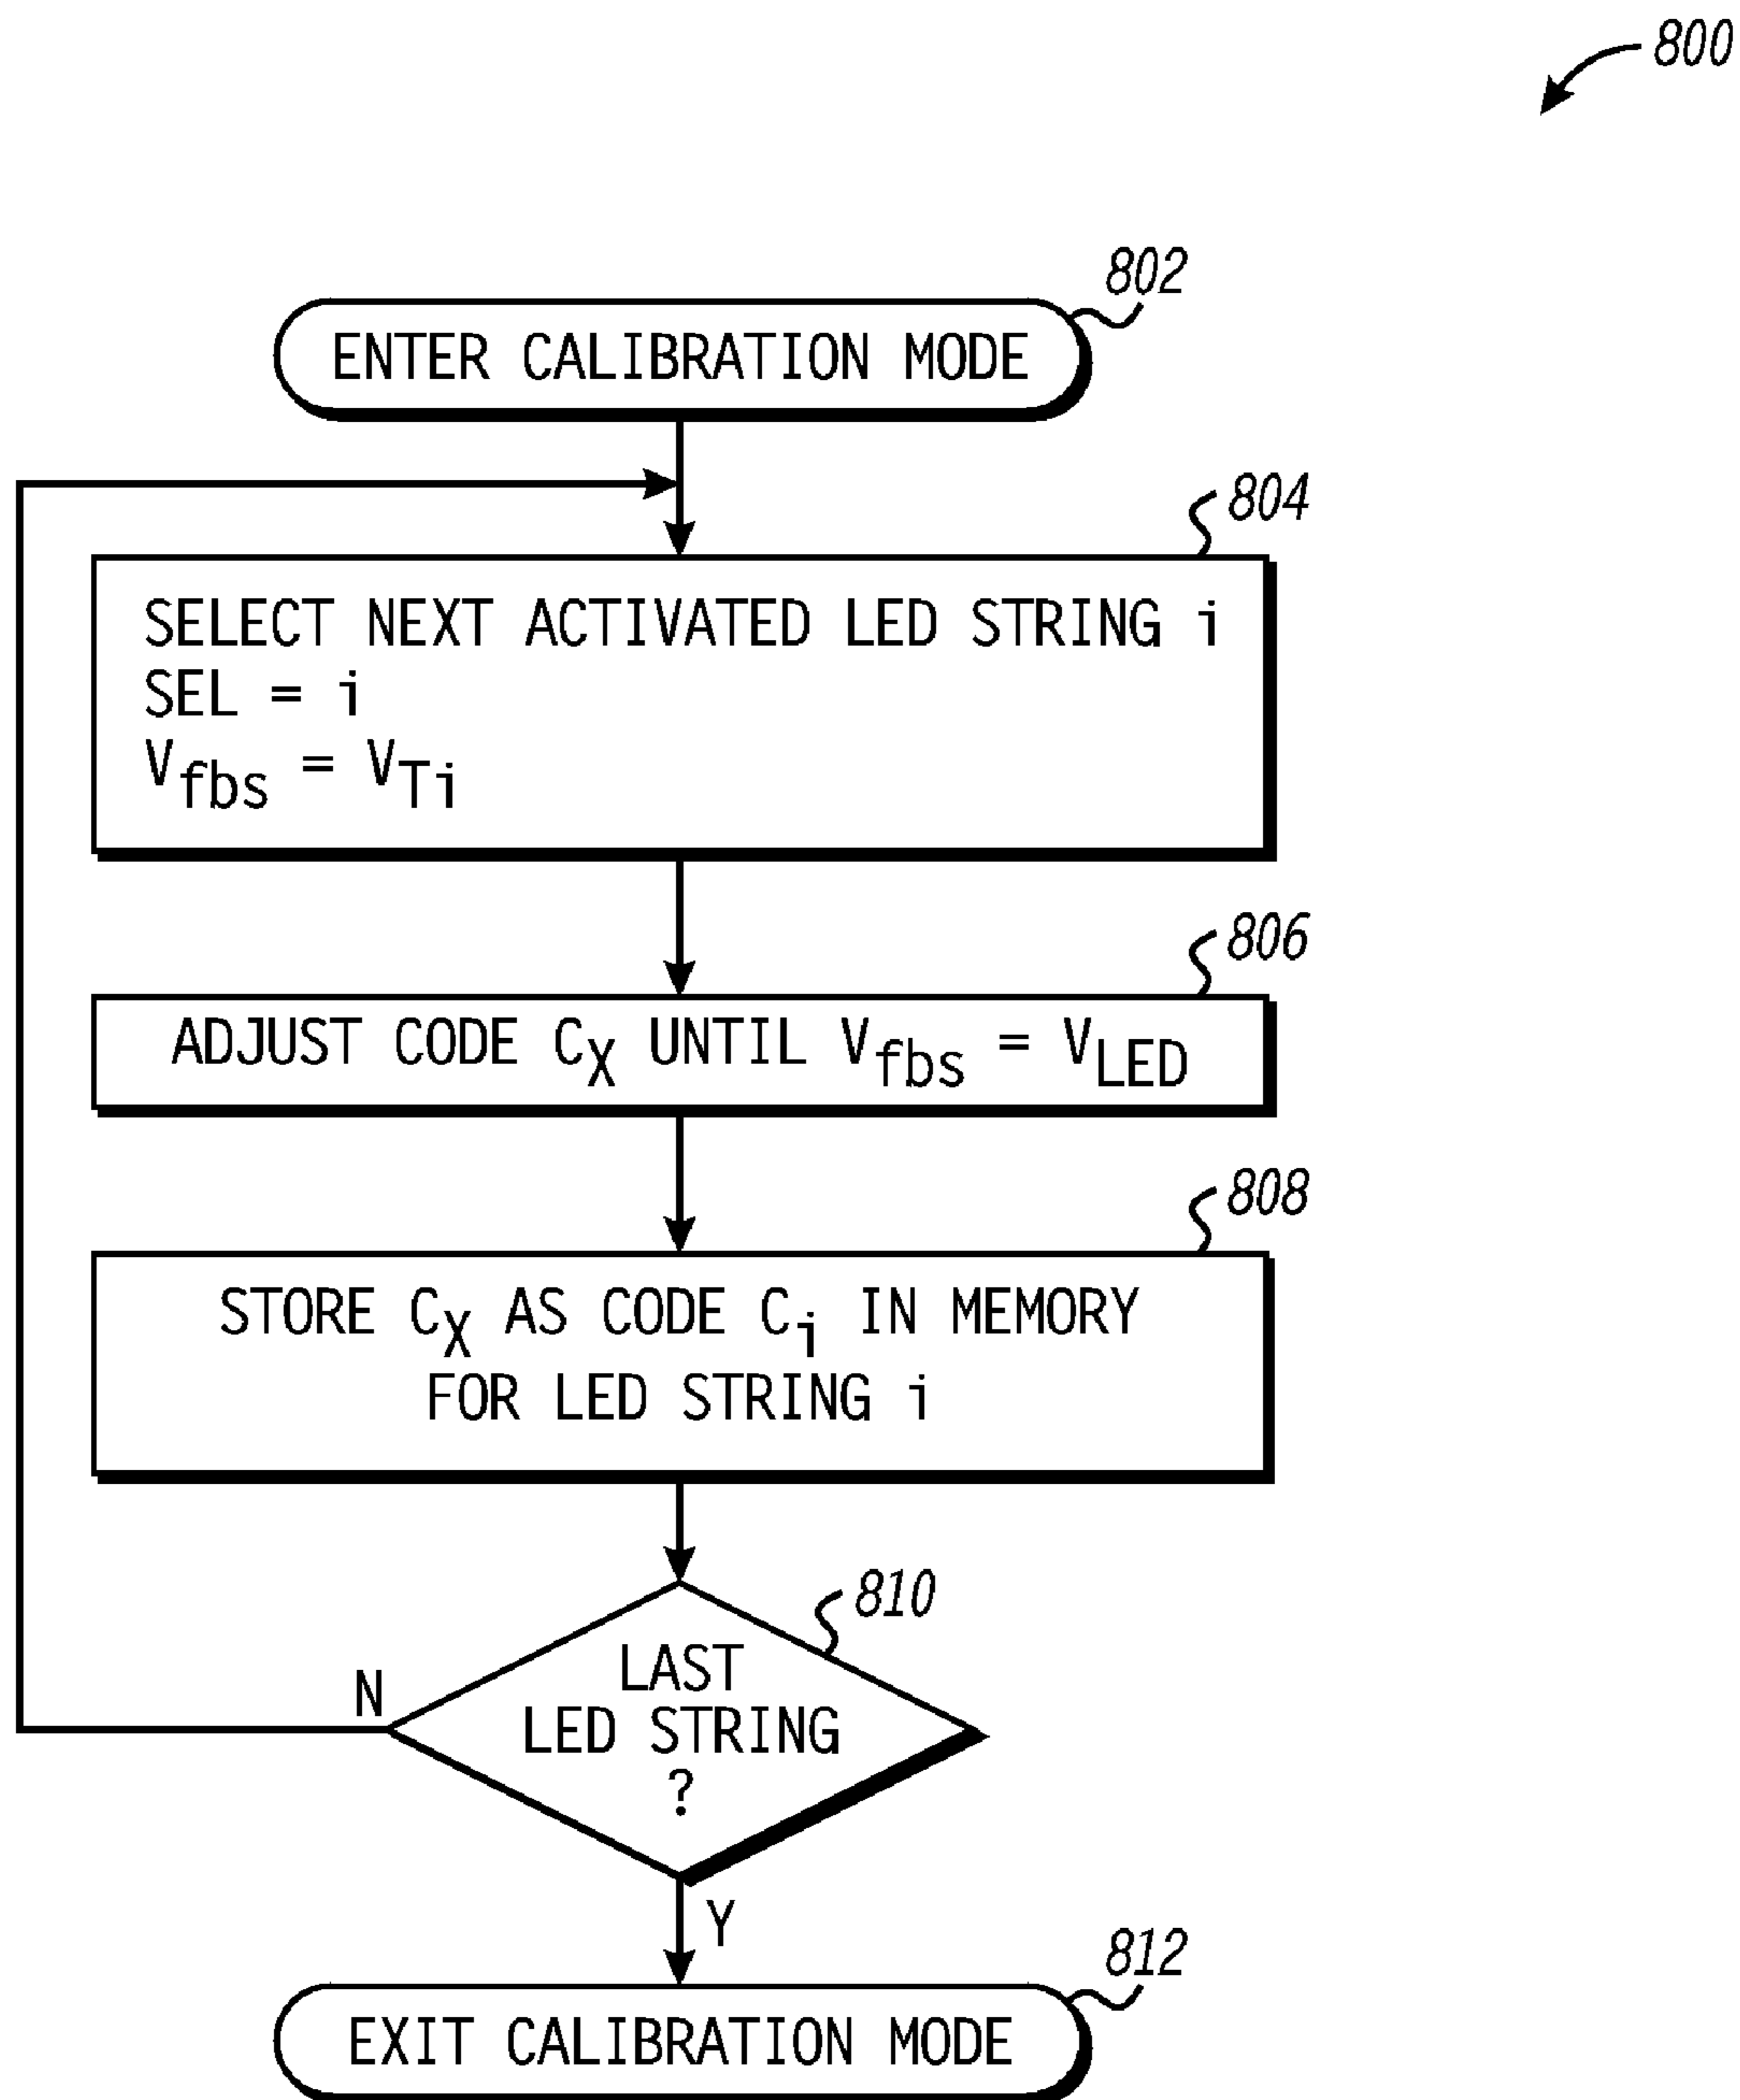 800
802
ENTER CALIBRATION MODE
804
SELECT NEXT ACTIVATED LED STRING i
SEL = i
Vfbs = VTi
806
ADJUST CODE CX UNTIL Vfbs = VLED
808
STORE CX AS CODE Ci IN MEMORY
FOR LED STRING i
810
LAST
LED STRING
?
N
Y
812
EXIT CALIBRATION MODE